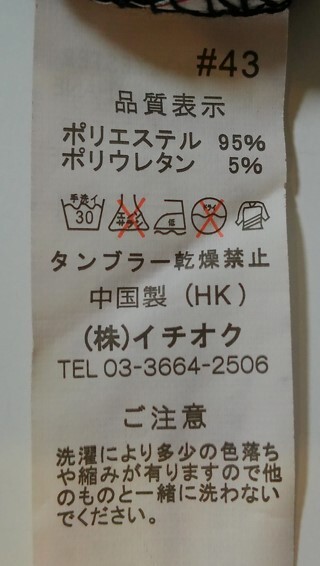 #43
品質表示
ポリエステル 95%
ポリウレタン 5%
手洗イ 30 低 ドライ
タンブラー乾燥禁止
中国製（HK）
(株)イチオク
TEL 03-3664-2506
ご注意
洗濯により多少の色落ち
や縮みが有りますので他
のものと一緒に洗わない
でください。